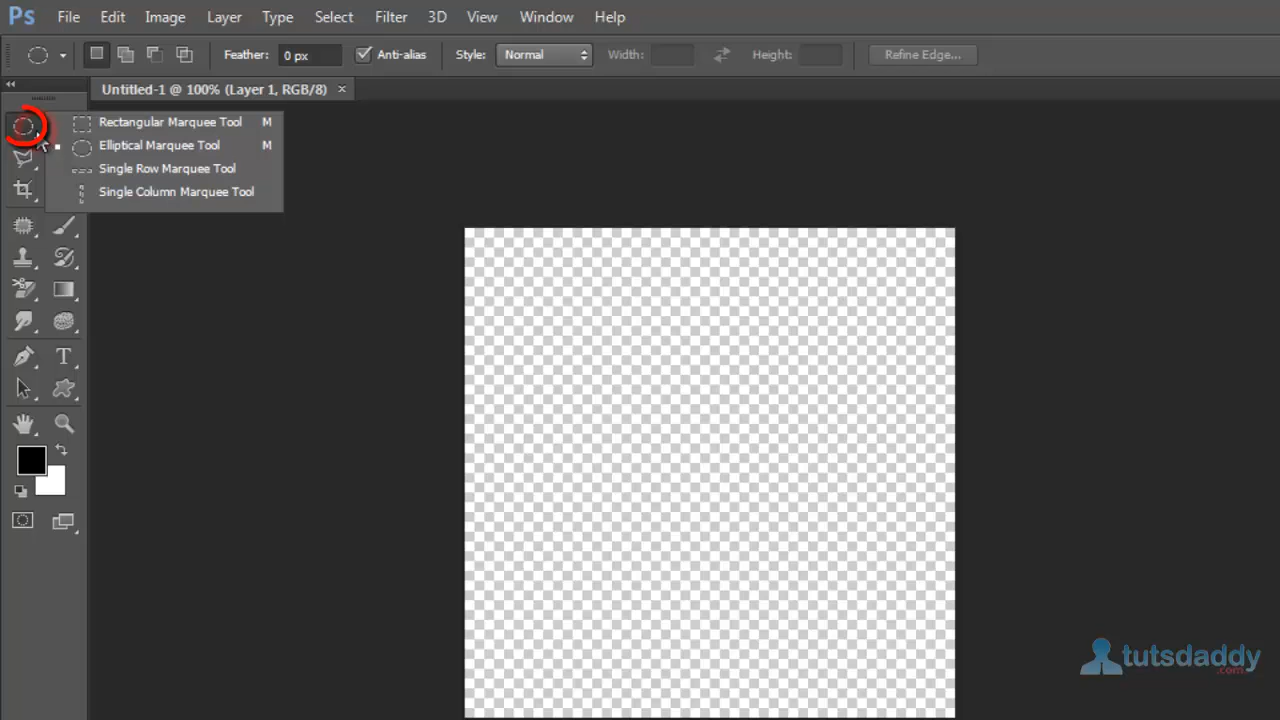 Ps File Edit Image Layer Type Select Filter 3D View Window Help
Feather: 0 px Anti-alias Style: Normal Width: Height: Refine Edge...
Untitled-1 @ 100% (Layer 1, RGB/8) ×
Rectangular Marquee Tool M
Elliptical Marquee Tool M
Single Row Marquee Tool
Single Column Marquee Tool
T
tutsdaddy
.com